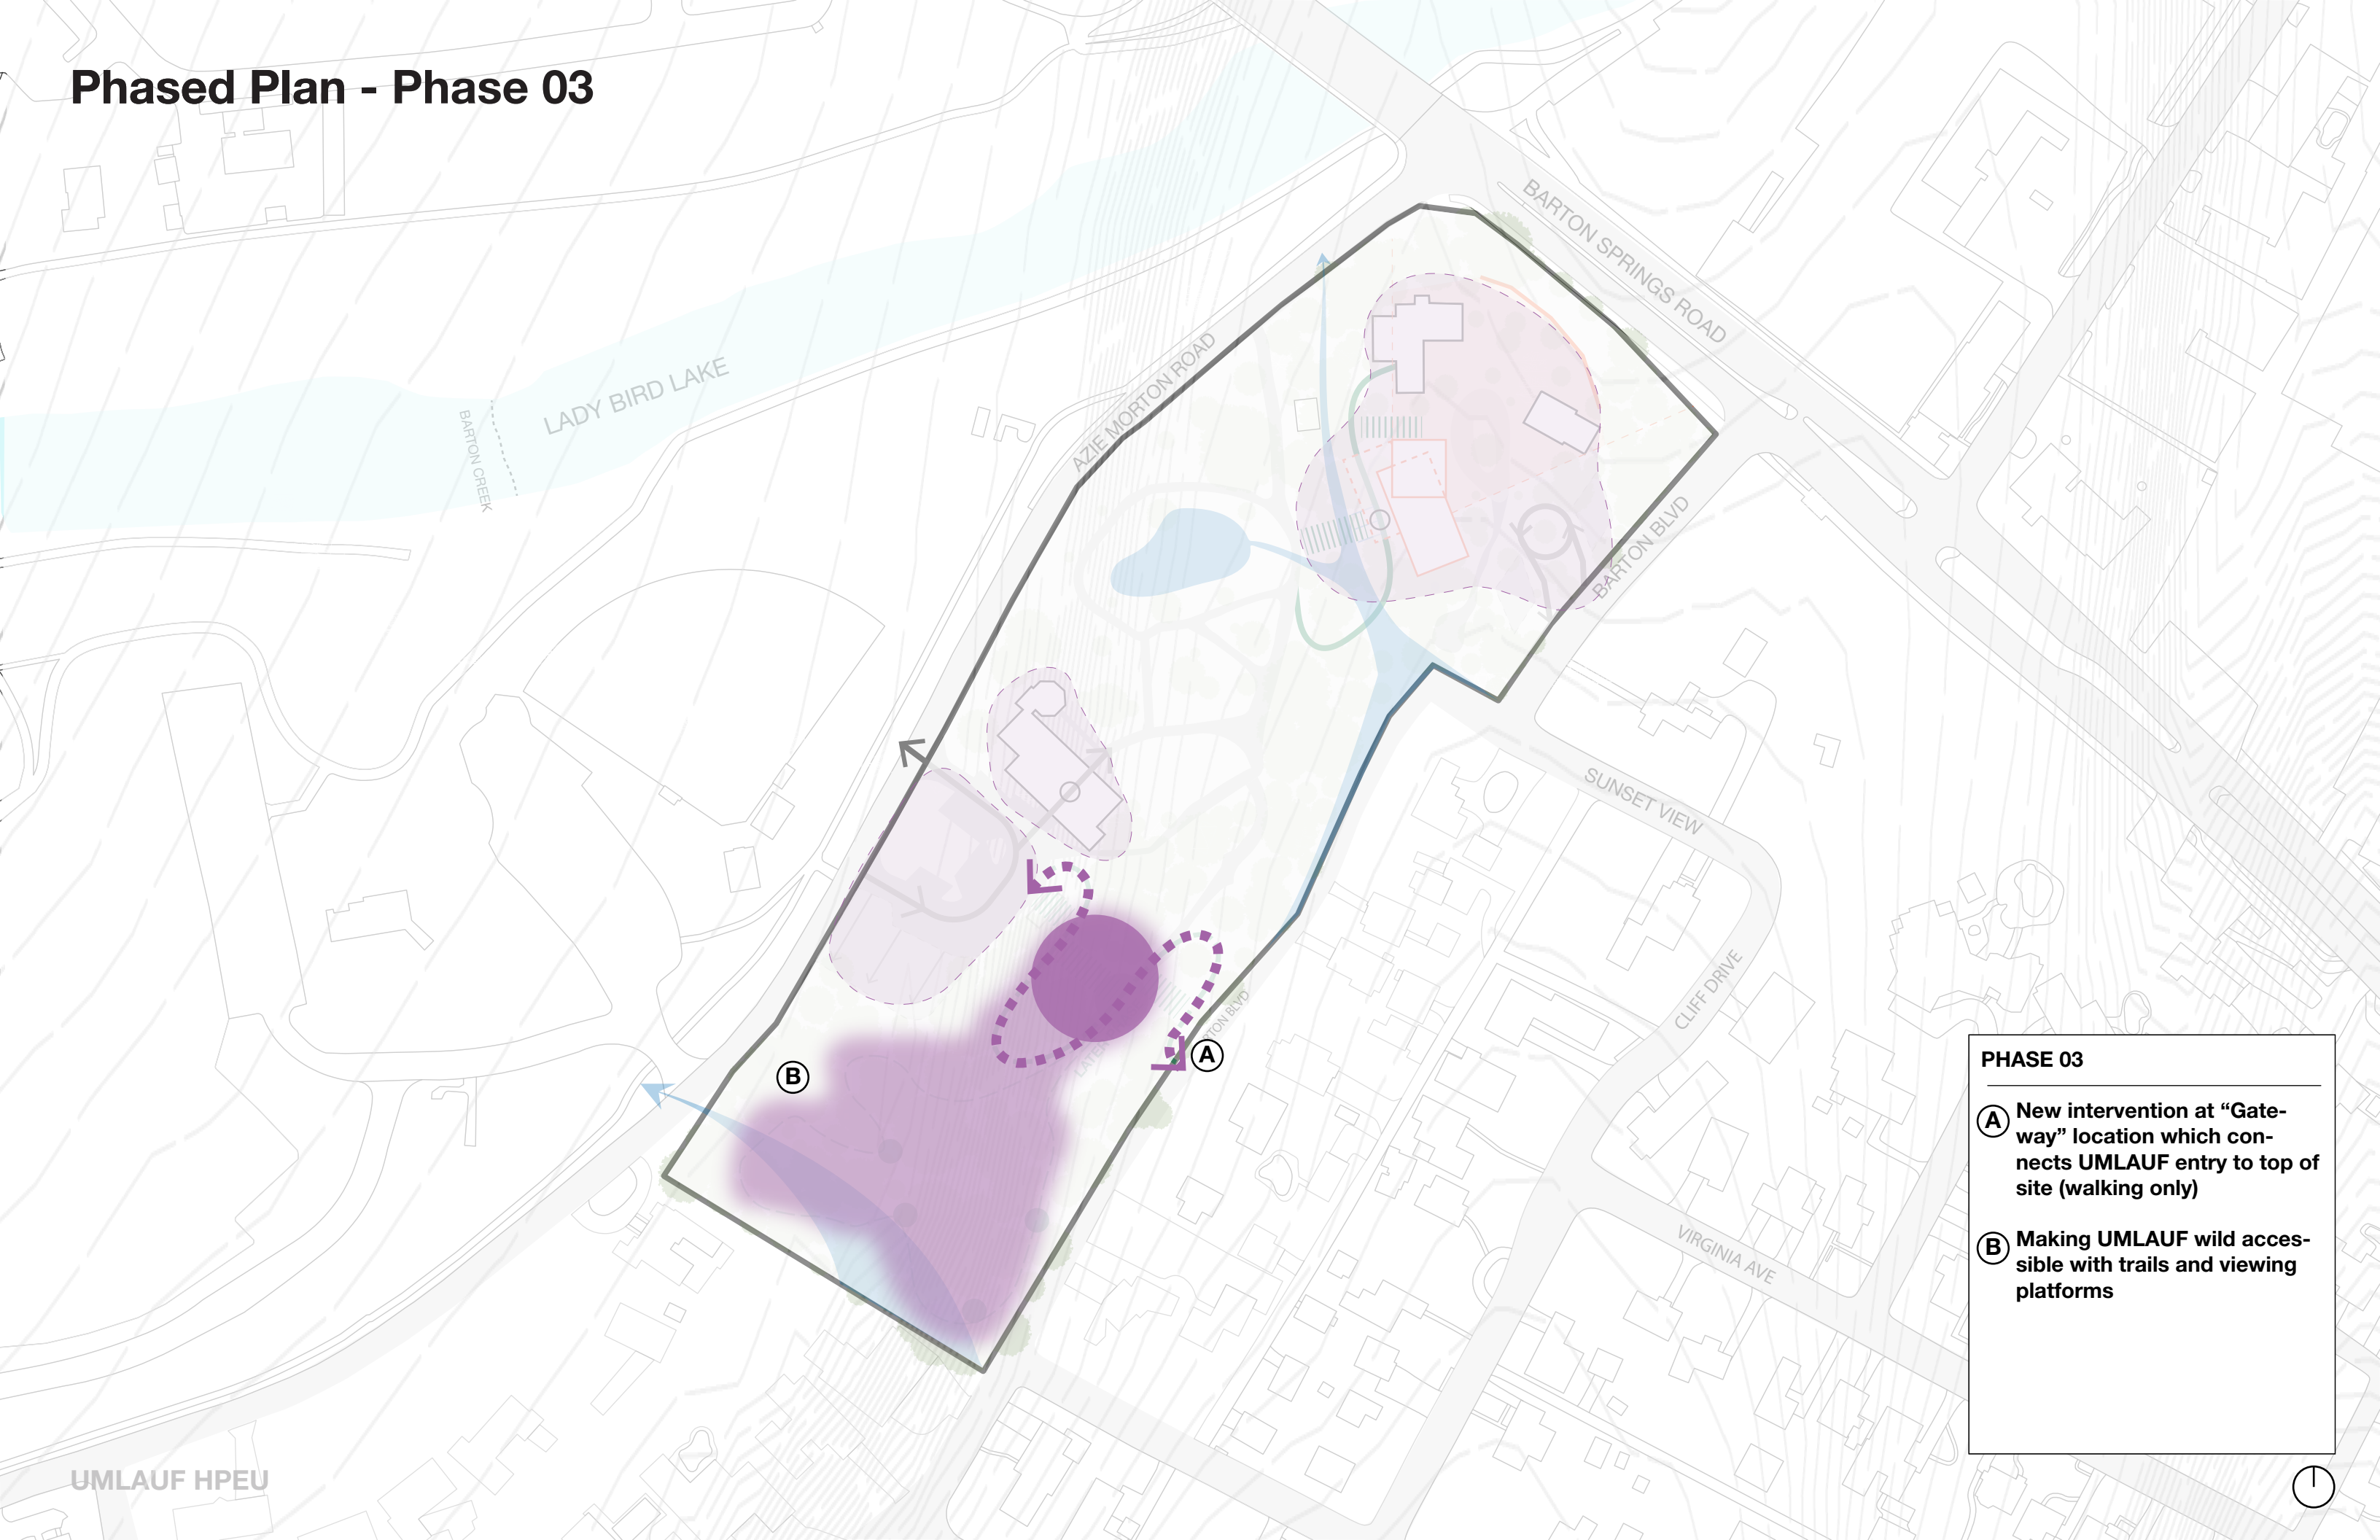 Phased Plan - Phase 03
BARTON SPRINGS ROAD
AZIE MORTON ROAD
LADY BIRD LAKE
BARTON CREEK
BARTON BLVD
SUNSET VIEW
CLIFF DRIVE
BLVD
A
B
VIRGINIA AVE
PHASE 03
A New intervention at “Gate-
way” location which con-
nects UMLAUF entry to top of
site (walking only)
B Making UMLAUF wild acces-
sible with trails and viewing
platforms
UMLAUF HPEU